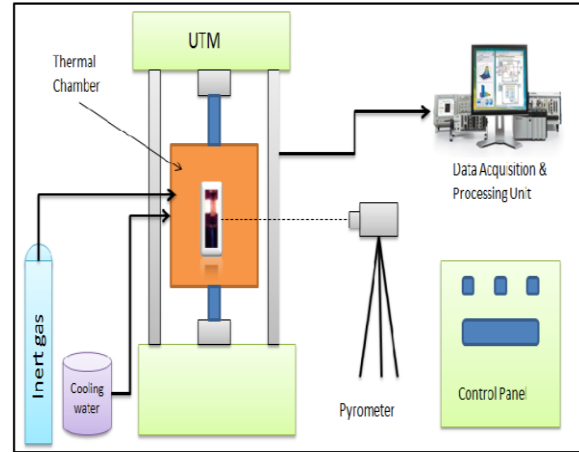 UTM
Thermal
Chamber
Data Acquisition &
Processing Unit
Inert gas
Cooling
water
Pyrometer
Control Panel